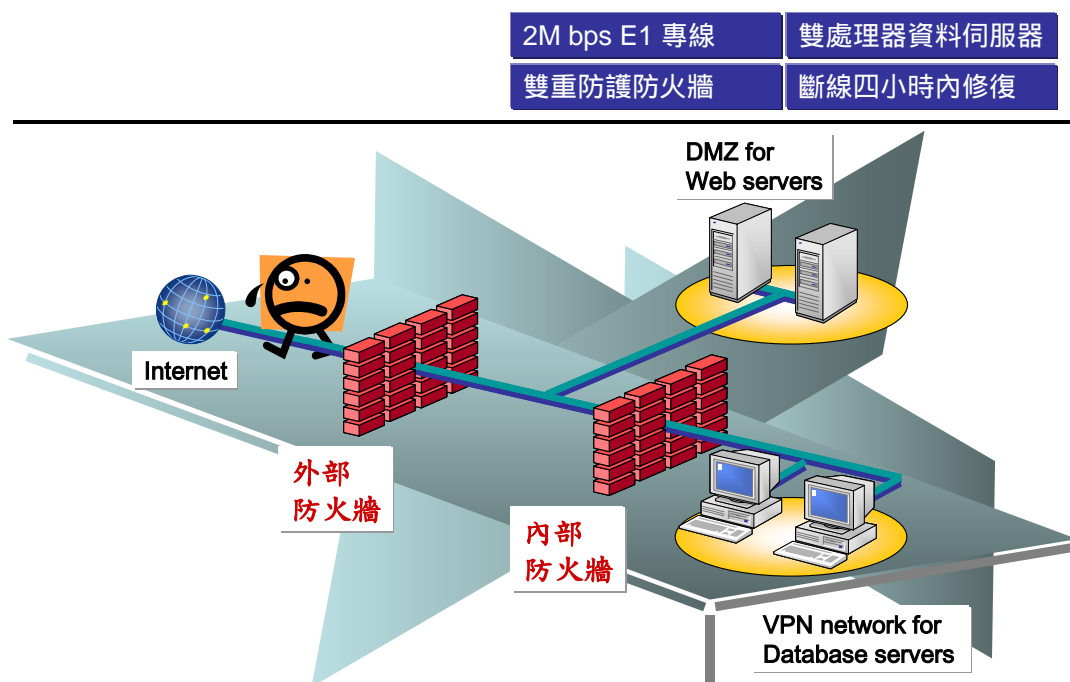 2M bps E1 專線
雙處理器資料伺服器
雙重防護防火牆
斷線四小時內修復
DMZ for
Web servers
Internet
外部
防火牆
內部
防火牆
VPN network for
Database servers